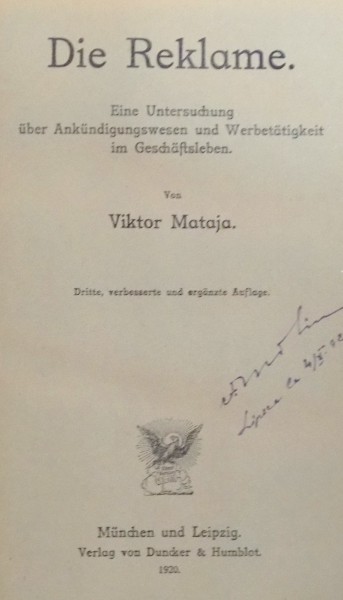 Die Reklame.
Eine Untersuchung
über Ankündigungswesen und Werbetätigkeit
im Geschäftsleben.
Von
Viktor Mataja.
Dritte, verbesserte und ergänzte Auflage.
München und Leipzig.
Verlag von Duncker & Humblot.
1920.